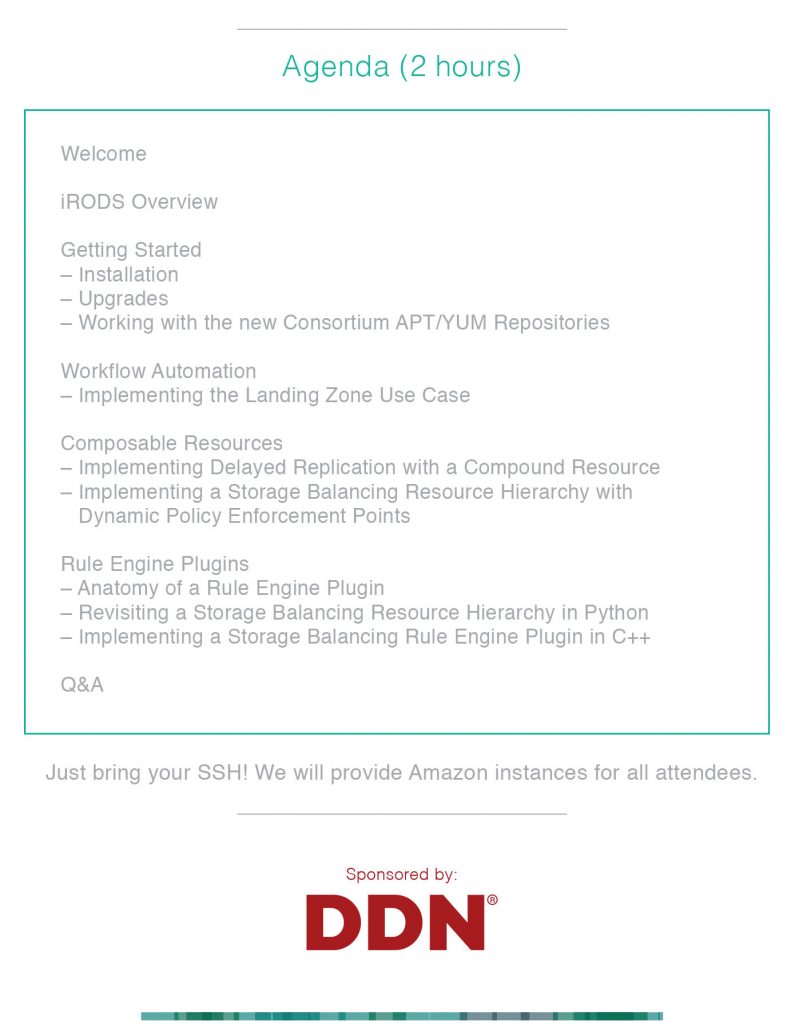 Agenda (2 hours)
Welcome
iRODS Overview
Getting Started
– Installation
– Upgrades
– Working with the new Consortium APT/YUM Repositories
Workflow Automation
– Implementing the Landing Zone Use Case
Composable Resources
– Implementing Delayed Replication with a Compound Resource
– Implementing a Storage Balancing Resource Hierarchy with
Dynamic Policy Enforcement Points
Rule Engine Plugins
– Anatomy of a Rule Engine Plugin
– Revisiting a Storage Balancing Resource Hierarchy in Python
– Implementing a Storage Balancing Rule Engine Plugin in C++
Q&A
Just bring your SSH! We will provide Amazon instances for all attendees.
Sponsored by:
DDN®